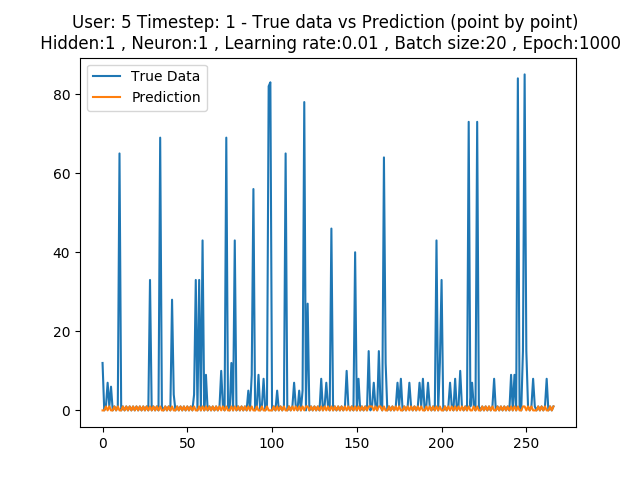 User: 5 Timestep: 1 - True data vs Prediction (point by point)
Hidden:1 , Neuron:1 , Learning rate:0.01 , Batch size:20 , Epoch:1000
True Data
Prediction
80
60
40
20
0
0 50 100 150 200 250